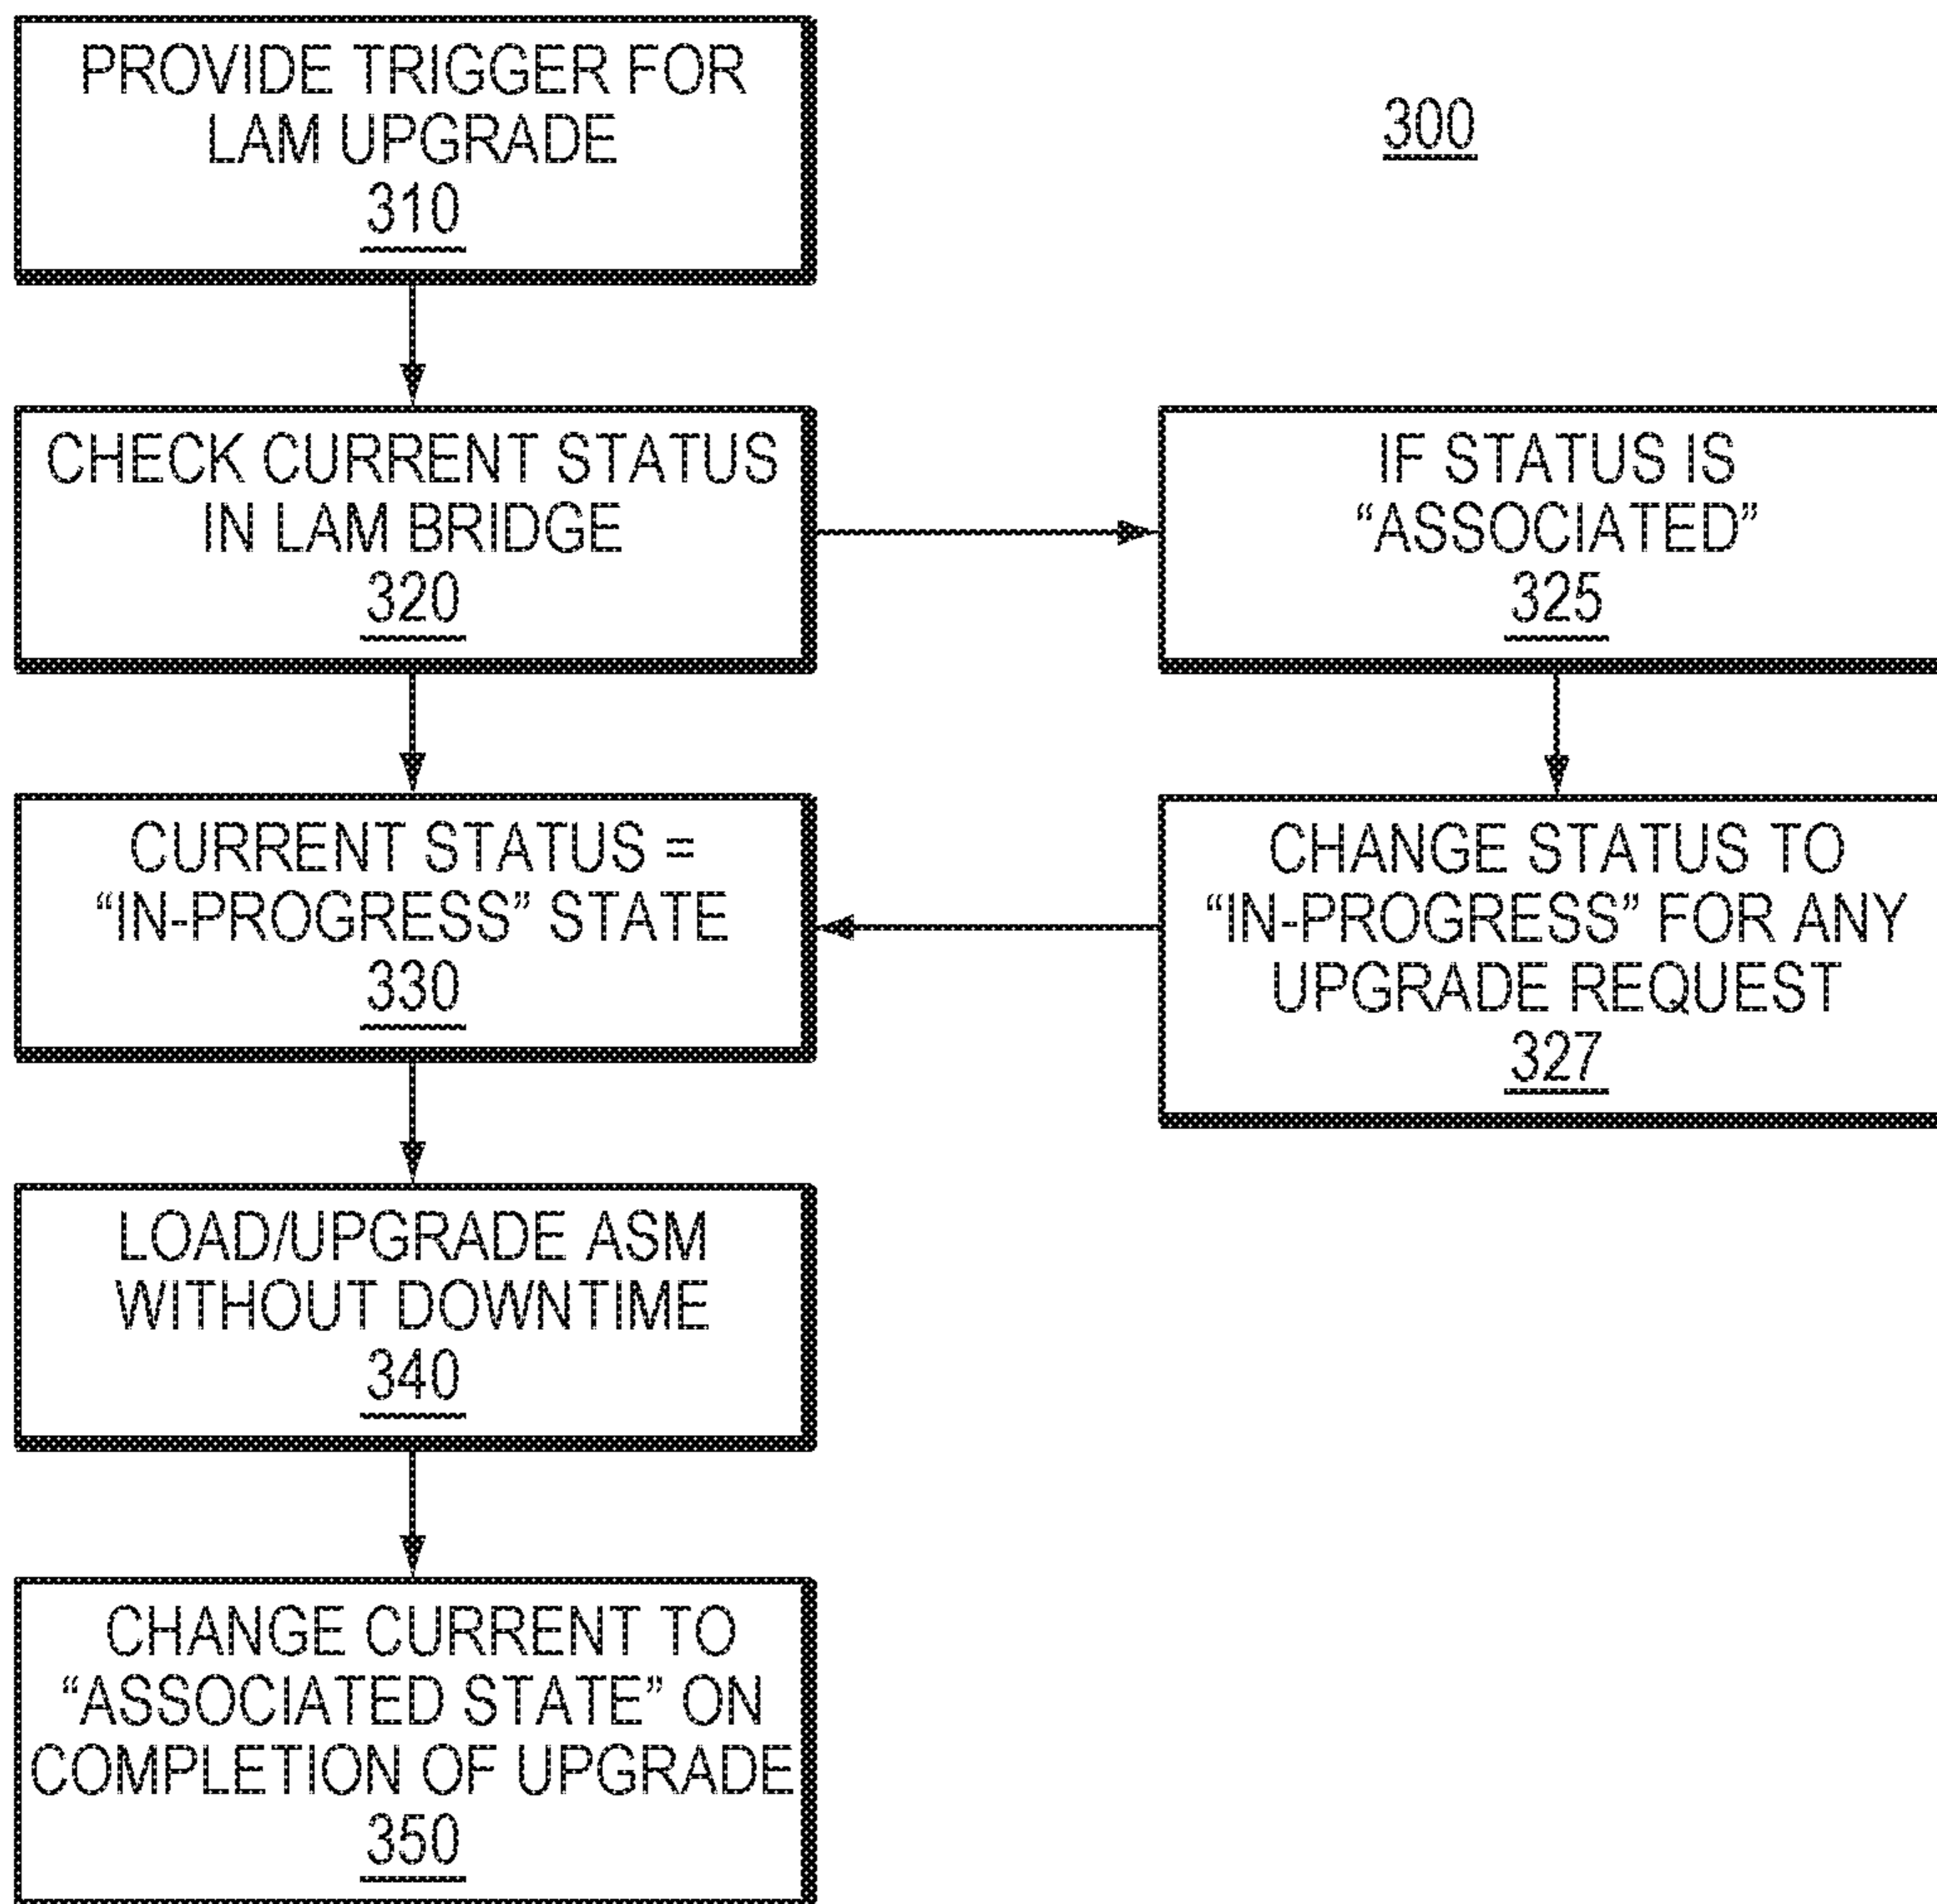 PROVIDE TRIGGER FOR
LAM UPGRADE
310
300
CHECK CURRENT STATUS
IN LAM BRIDGE
320
IF STATUS IS
“ASSOCIATED”
325
CURRENT STATUS =
“IN-PROGRESS” STATE
330
CHANGE STATUS TO
“IN-PROGRESS” FOR ANY
UPGRADE REQUEST
327
LOAD/UPGRADE ASM
WITHOUT DOWNTIME
340
CHANGE CURRENT TO
“ASSOCIATED STATE” ON
COMPLETION OF UPGRADE
350